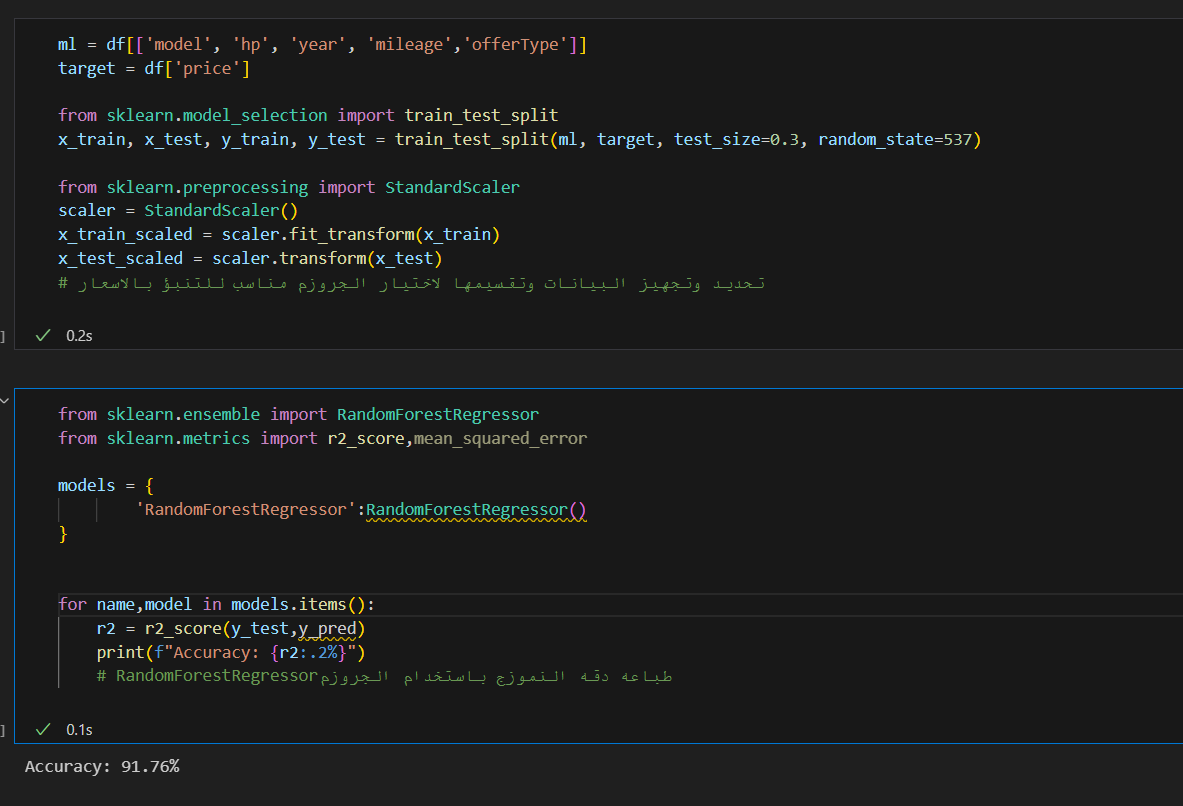 ml = df[['model', 'hp', 'year', 'mileage','offerType']]
target = df['price']
from sklearn.model_selection import train_test_split
x_train, x_test, y_train, y_test = train_test_split(ml, target, test_size=0.3, random_state=537)
from sklearn.preprocessing import StandardScaler
scaler = StandardScaler()
x_train_scaled = scaler.fit_transform(x_train)
x_test_scaled = scaler.transform(x_test)
# تحديد وتجهيز البيانات وتقسيمها لاختيار الجروزم مناسب للتنبؤ بالاسعار
]
0.2s
from sklearn.ensemble import RandomForestRegressor
from sklearn.metrics import r2_score,mean_squared_error
models = {
'RandomForestRegressor':RandomForestRegressor()
}
for name,model in models.items():
r2 = r2_score(y_test,y_pred)
print(f"Accuracy: {r2:.2%}")
# RandomForestRegressorطباعه دقه النموزج باستخدام الجروزم
]
0.1s
Accuracy: 91.76%